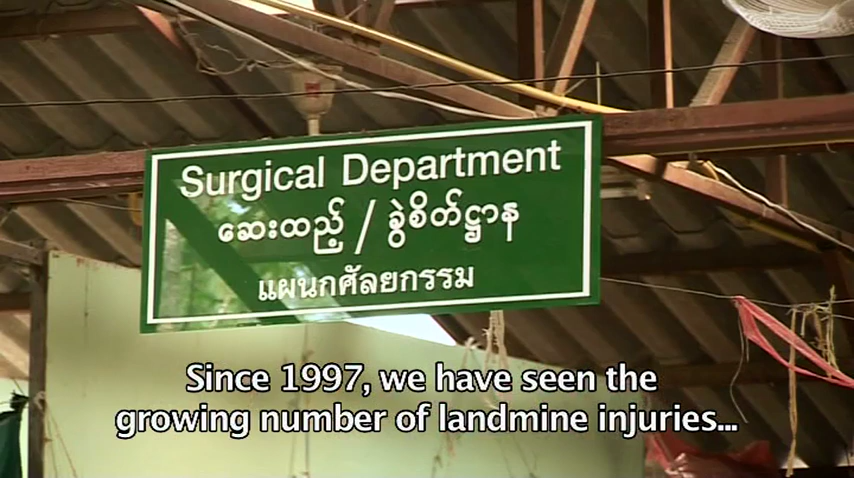 Surgical Department
ဆေးထည့် / ခွဲစိတ်ဋ္ဌာန
แผนกศัลยกรรม
Since 1997, we have seen the
growing number of landmine injuries...